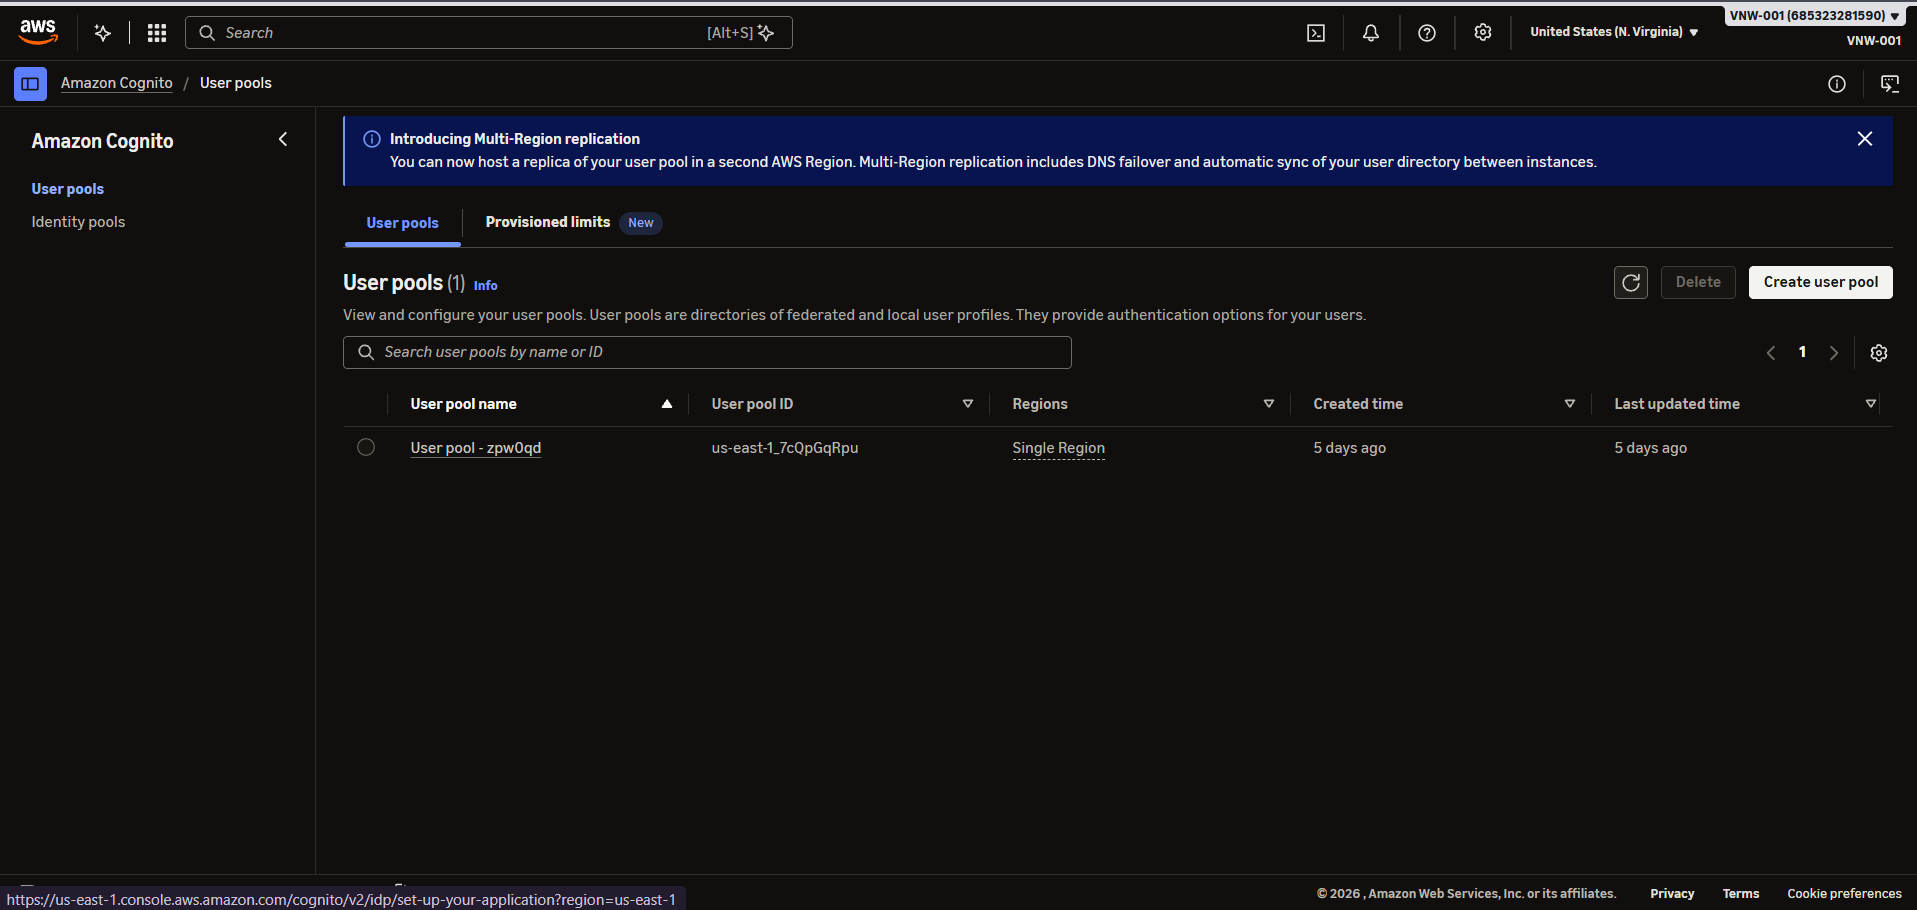 aws
Search [Alt+S]
United States (N. Virginia)
VNW-001 (685323281590)
VNW-001
Amazon Cognito / User pools
Amazon Cognito
User pools
Identity pools
Introducing Multi-Region replication
You can now host a replica of your user pool in a second AWS Region. Multi-Region replication includes DNS failover and automatic sync of your user directory between instances.
User pools Provisioned limits New
User pools (1) Info
Delete Create user pool
View and configure your user pools. User pools are directories of federated and local user profiles. They provide authentication options for your users.
Search user pools by name or ID
1
User pool name User pool ID Regions Created time Last updated time
User pool - zpw0qd us-east-1_7cQpGqRpu Single Region 5 days ago 5 days ago
© 2026 , Amazon Web Services, Inc. or its affiliates. Privacy Terms Cookie preferences
https://us-east-1.console.aws.amazon.com/cognito/v2/idp/set-up-your-application?region=us-east-1